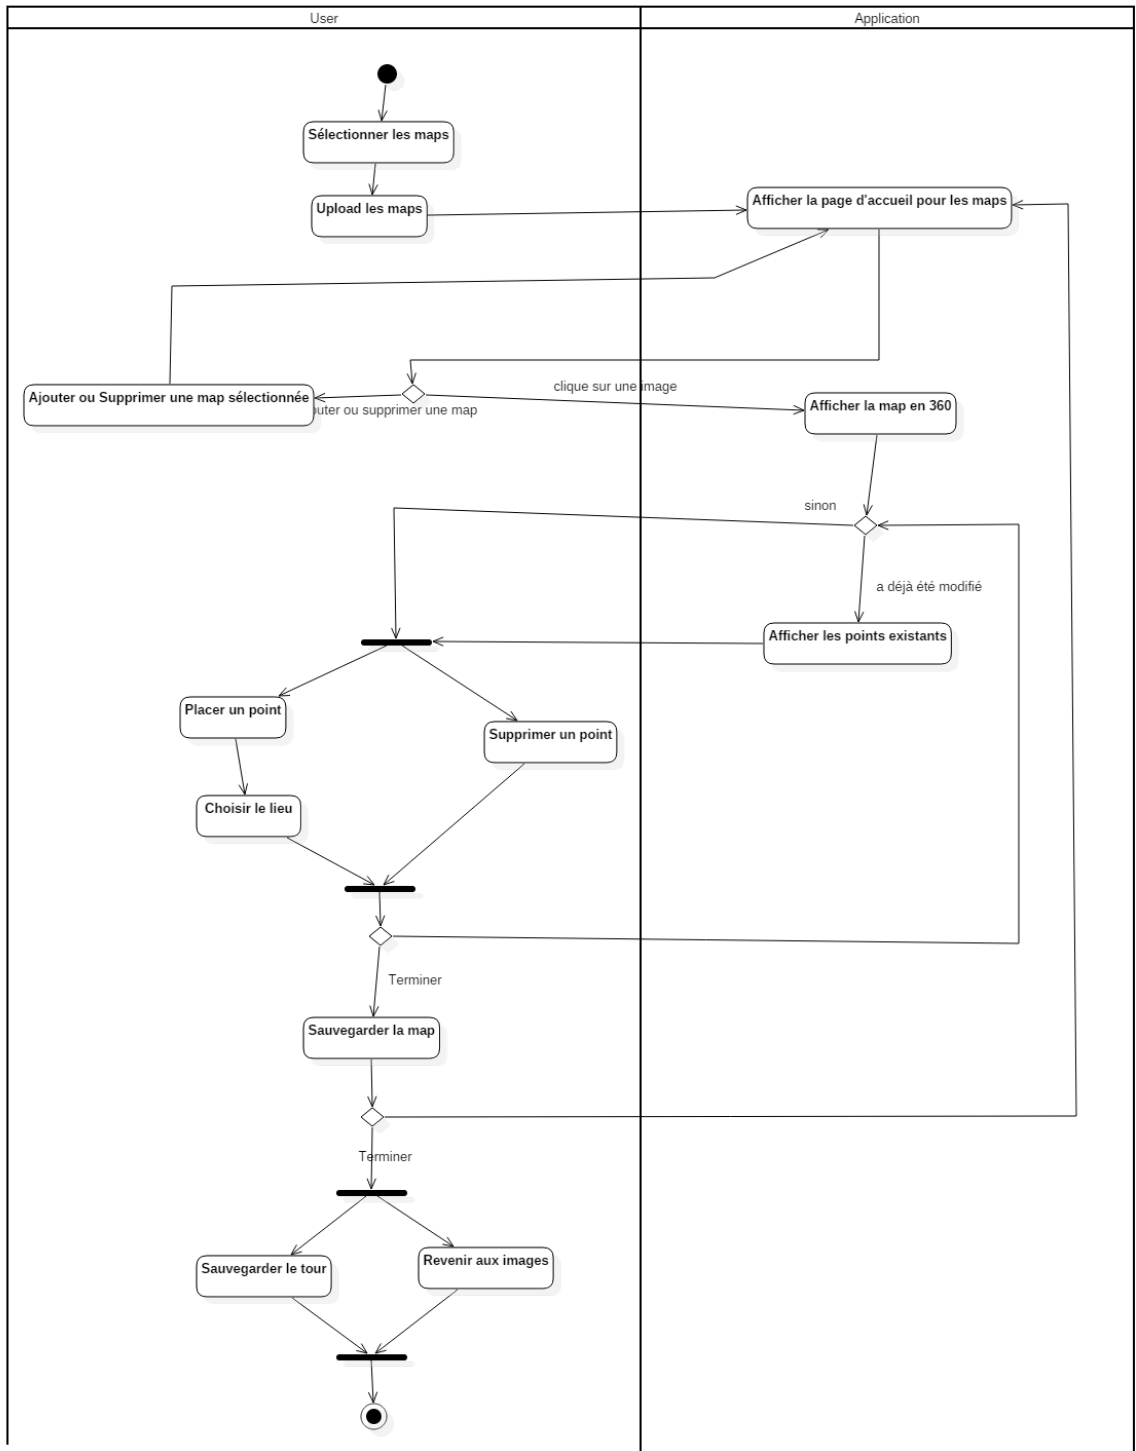 User
Application
Sélectionner les maps
Upload les maps
Afficher la page d'accueil pour les maps
Ajouter ou Supprimer une map sélectionnée
ou supprimer une map
clique sur une image
Afficher la map en 360
sinon
a déjà été modifié
Afficher les points existants
Placer un point
Supprimer un point
Choisir le lieu
Terminer
Sauvegarder la map
Terminer
Sauvegarder le tour
Revenir aux images